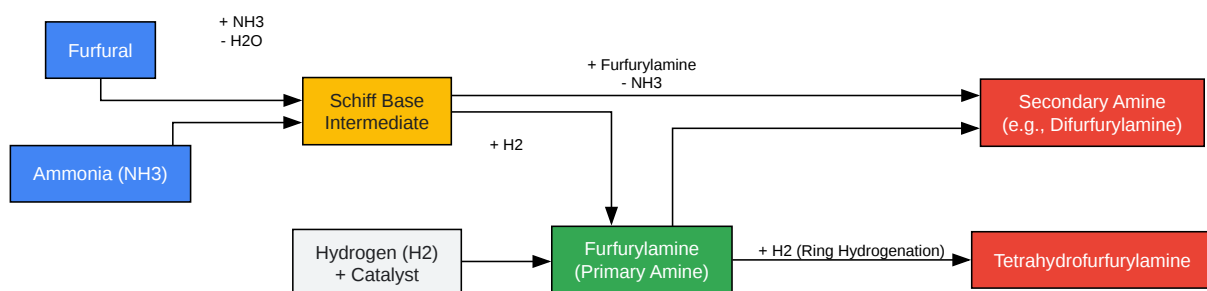 Furfural
+ NH3
- H2O
Ammonia (NH3)
Schiff Base
Intermediate
+ Furfurylamine
- NH3
+ H2
Secondary Amine
(e.g., Difurfurylamine)
Hydrogen (H2)
+ Catalyst
Furfurylamine
(Primary Amine)
+ H2 (Ring Hydrogenation)
Tetrahydrofurfurylamine